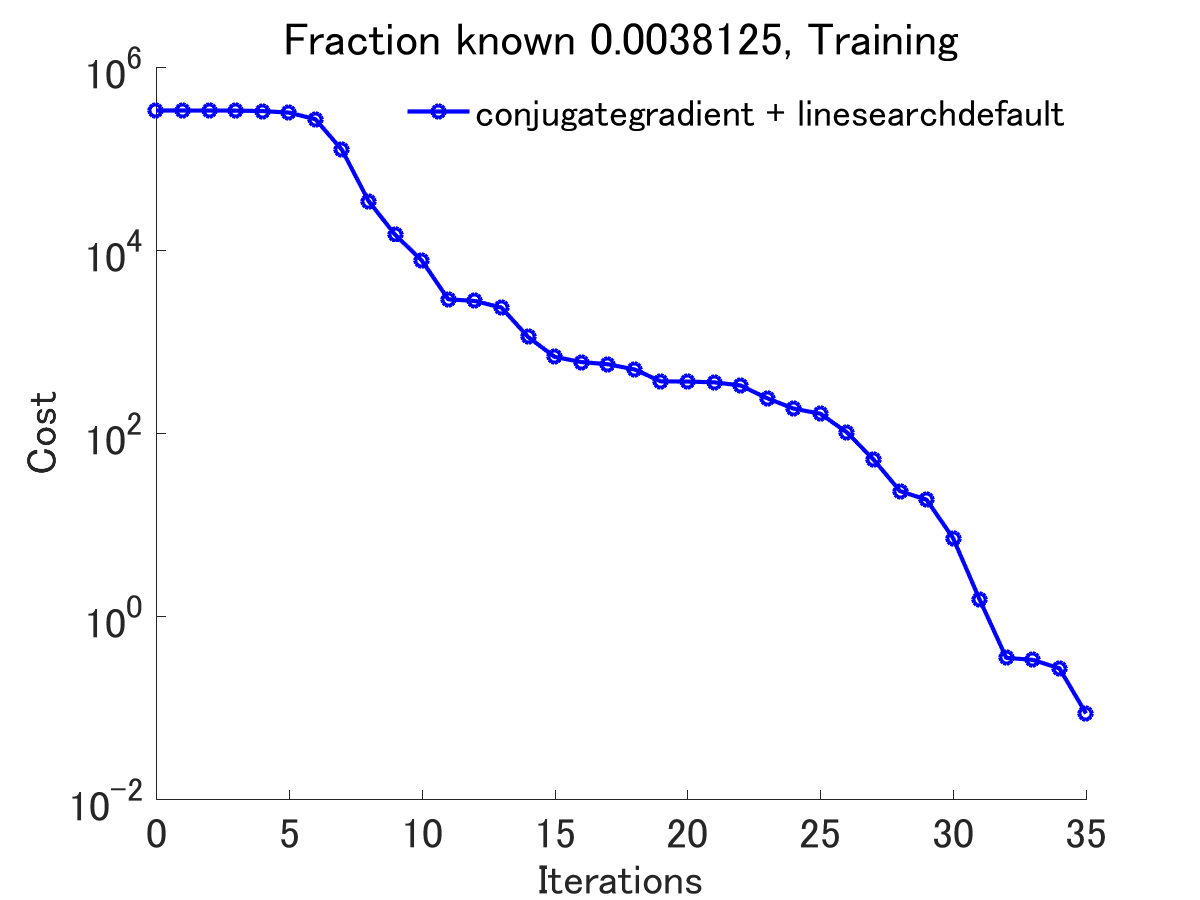 Fraction known 0.0038125, Training
conjugategradient + linesearchdefault
10^6
10^4
10^2
10^0
10^-2
Cost
0 5 10 15 20 25 30 35
Iterations